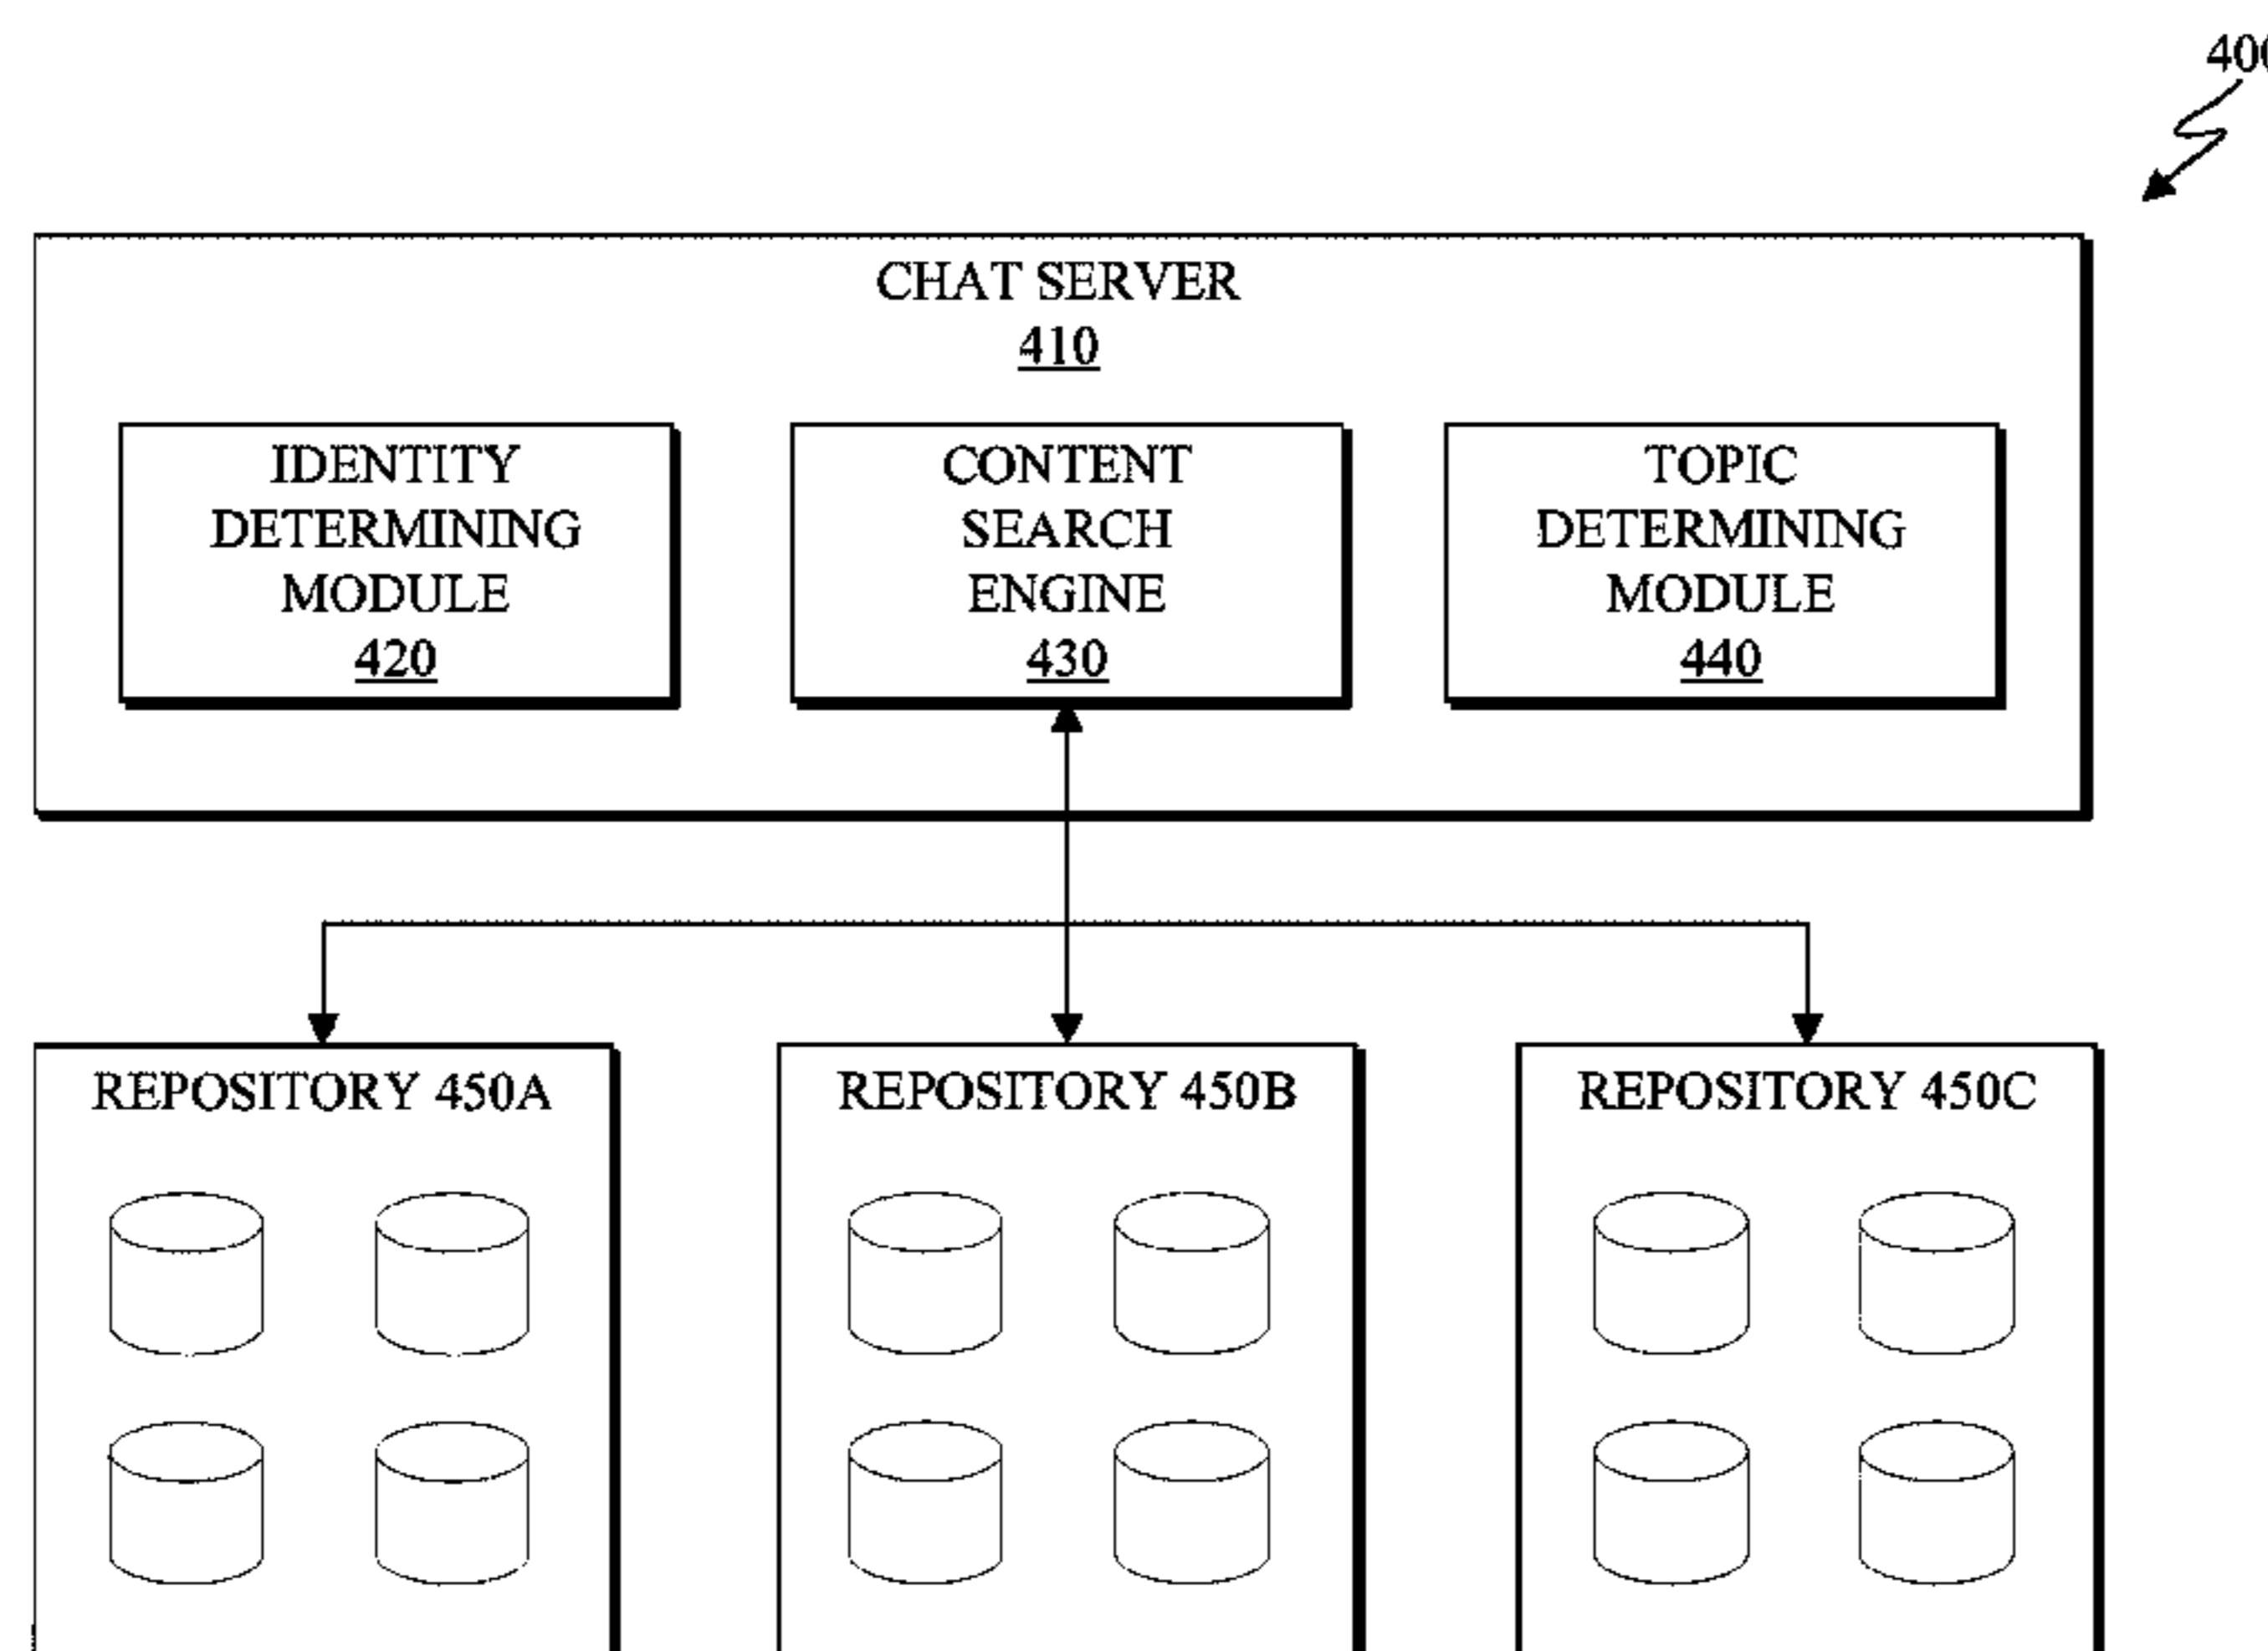 400
CHAT SERVER
410
IDENTITY
DETERMINING
MODULE
420
CONTENT
SEARCH
ENGINE
430
TOPIC
DETERMINING
MODULE
440
REPOSITORY 450A
REPOSITORY 450B
REPOSITORY 450C